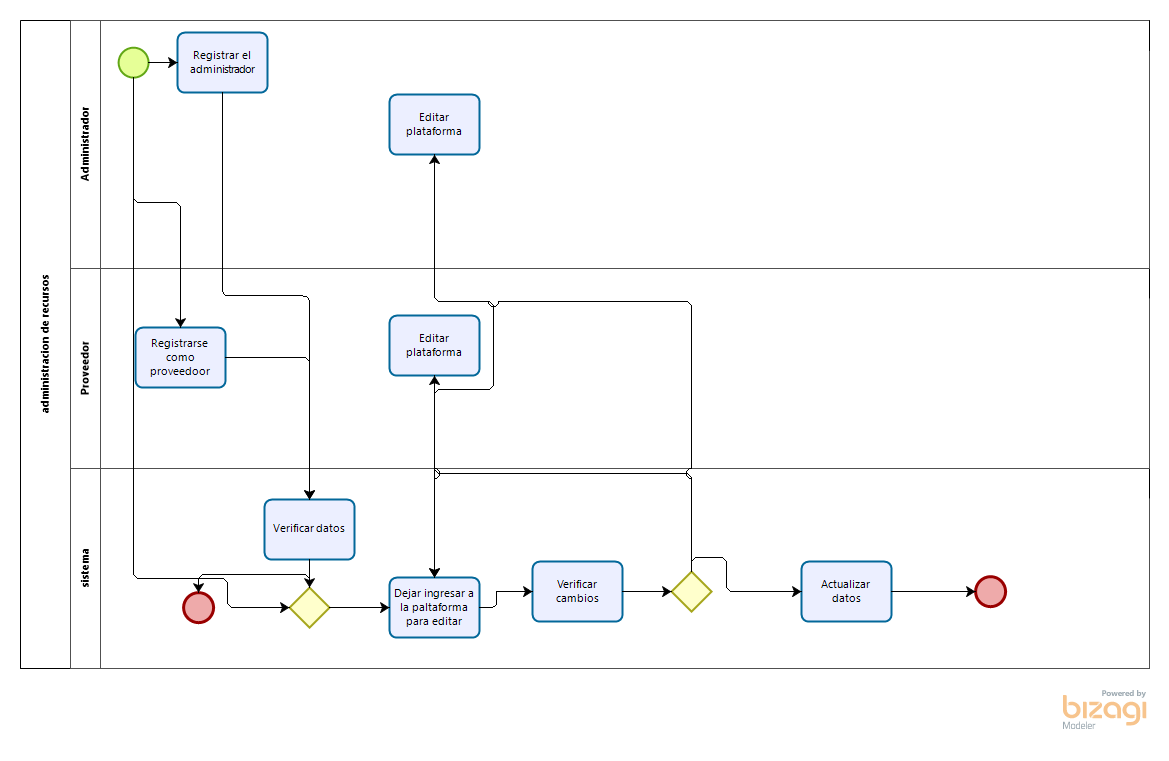 administracion de recursos
Administrador
Registrar el
administrador
Editar
plataforma
Proveedor
Registrarse
como
proveedoor
Editar
plataforma
sistema
Verificar datos
Dejar ingresar a
la paltaforma
para editar
Verificar
cambios
Actualizar
datos
Powered by
bizagi
Modeler